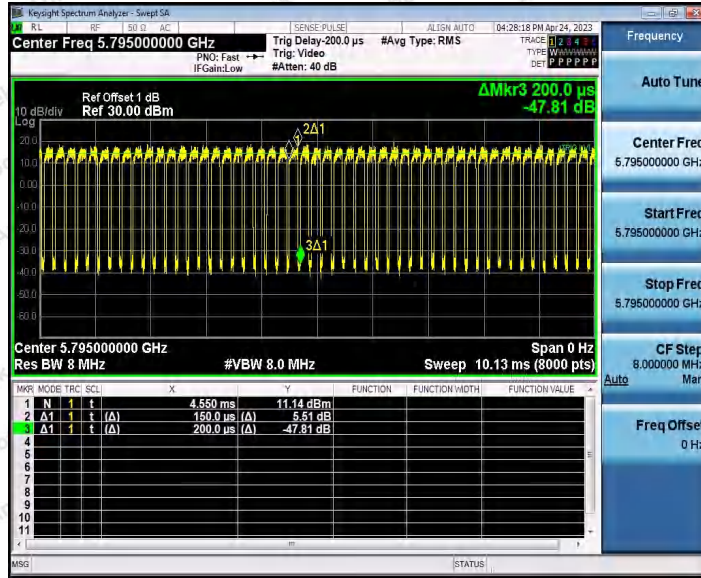 Keysight Spectrum Analyzer - Swept SA
RL RF 50 Ω AC SENSE:PULSE ALIGN AUTO 04:28:18 PM Apr 24, 2023
Center Freq 5.795000000 GHz
PNO: Fast
IFGain:Low
Trig Delay-200.0 µs
Trig: Video
#Atten: 40 dB
#Avg Type: RMS
TRACE 1 2 3 4 5 6
TYPE WWWWWW
DET P P P P P P
ΔMkr3 200.0 µs
-47.81 dB
Ref Offset 1 dB
10 dB/div Ref 30.00 dBm
Log
20.0
10.0
0.00
-10.0
-20.0
-30.0
-40.0
-50.0
-60.0
2Δ1
3Δ1
Center 5.795000000 GHz Span 0 Hz
Res BW 8 MHz #VBW 8.0 MHz Sweep 10.13 ms (8000 pts)
MKR MODE TRC SCL X Y FUNCTION FUNCTION WIDTH FUNCTION VALUE
1 N 1 t 4.550 ms 11.14 dBm
2 Δ1 1 t (Δ) 150.0 µs (Δ) 5.51 dB
3 Δ1 1 t (Δ) 200.0 µs (Δ) -47.81 dB
4
5
6
7
8
9
10
11
MSG STATUS
Frequency
Auto Tune
Center Freq
5.795000000 GHz
Start Freq
5.795000000 GHz
Stop Freq
5.795000000 GHz
CF Step
8.000000 MHz
Auto Man
Freq Offset
0 Hz